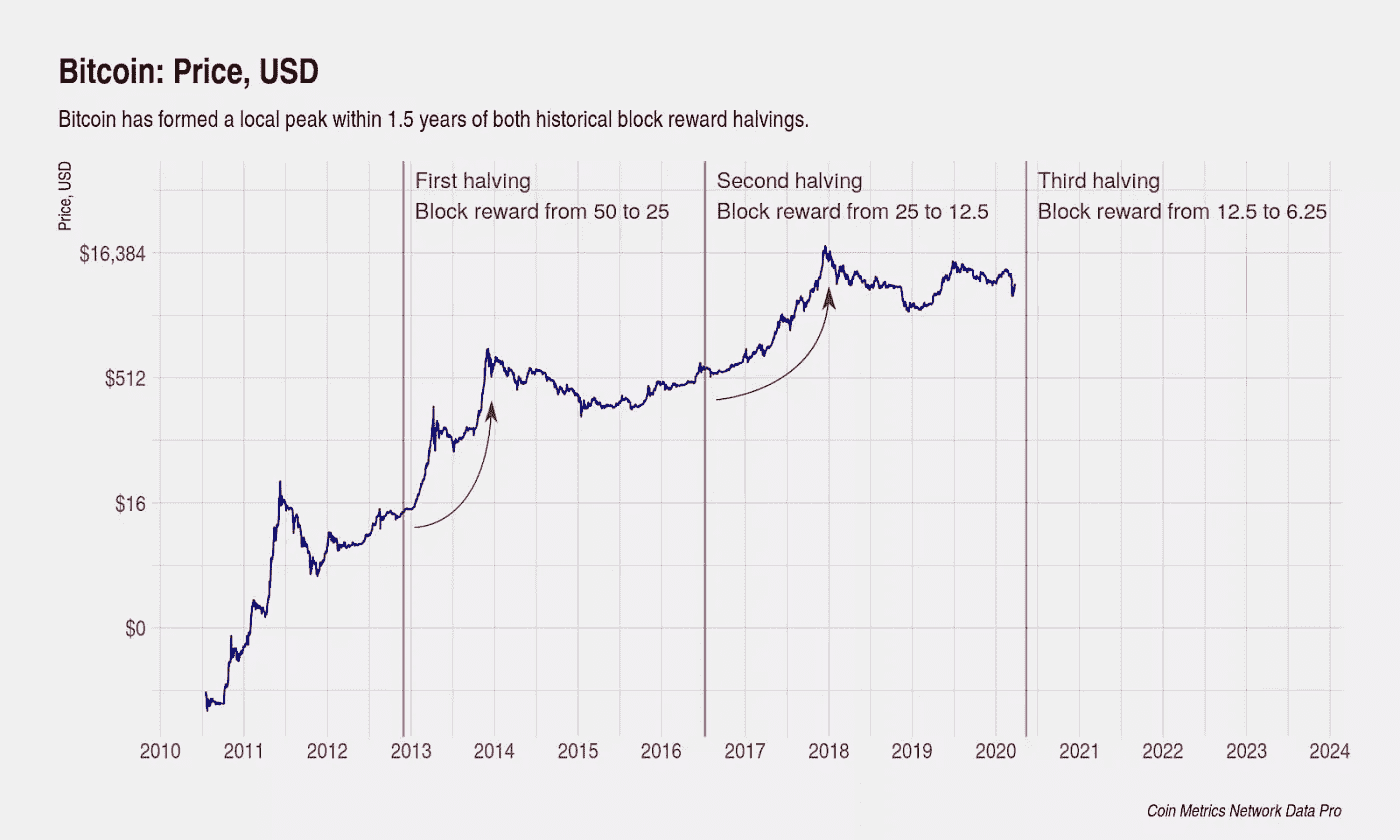 Bitcoin: Price, USD
Bitcoin has formed a local peak within 1.5 years of both historical block reward halvings.
Price, USD
First halving
Block reward from 50 to 25
Second halving
Block reward from 25 to 12.5
Third halving
Block reward from 12.5 to 6.25
$16,384
$512
$16
$0
2010 2011 2012 2013 2014 2015 2016 2017 2018 2019 2020 2021 2022 2023 2024
Coin Metrics Network Data Pro